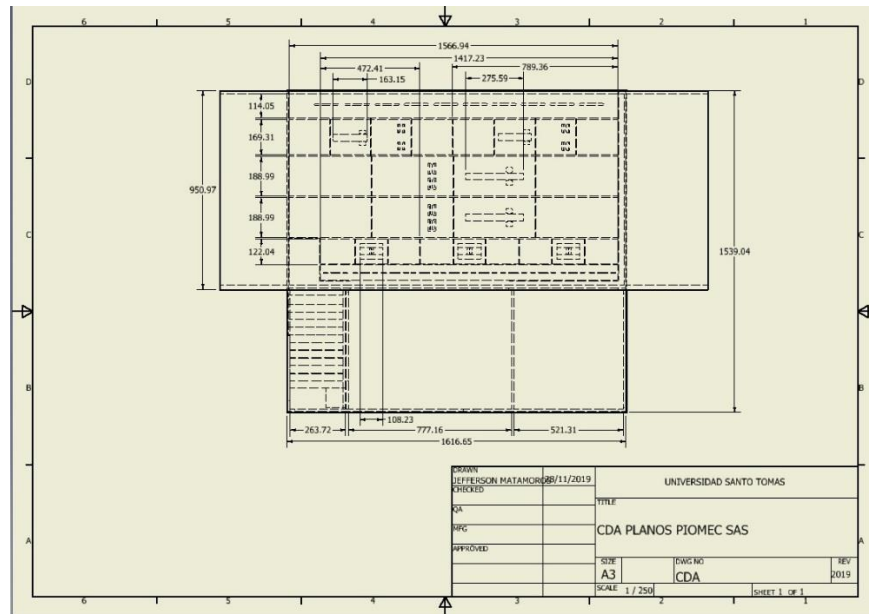 6 5 4 3 2 1
1566.94
1417.23
472.41 789.36
163.15 275.59
D D
114.05
169.31
188.99
950.97
188.99
C C
122.04
1539.04
B B
108.23
263.72 777.16 521.31
1616.65
DRAWN
JEFFERSON MATAMOROS 28/11/2019
UNIVERSIDAD SANTO TOMAS
CHECKED
TITLE
QA
MFG
CDA PLANOS PIOMEC SAS
APPROVED
A A
SIZE DWG NO REV
A3 CDA 2019
SCALE 1 / 250 SHEET 1 OF 1
6 5 4 3 2 1